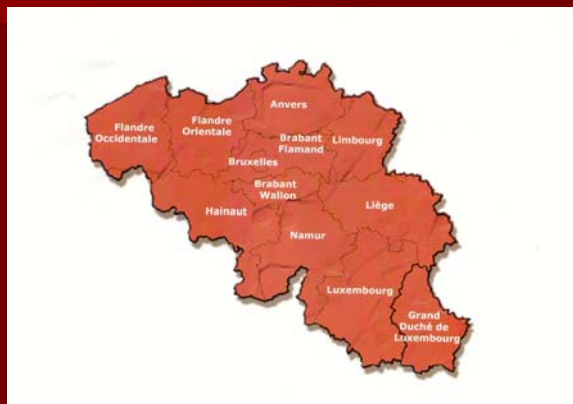 Anvers
Flandre
Occidentale
Flandre
Orientale
Brabant
Flamand
Limbourg
Bruxelles
Brabant
Wallon
Hainaut
Liège
Namur
Luxembourg
Grand
Duché de
Luxembourg